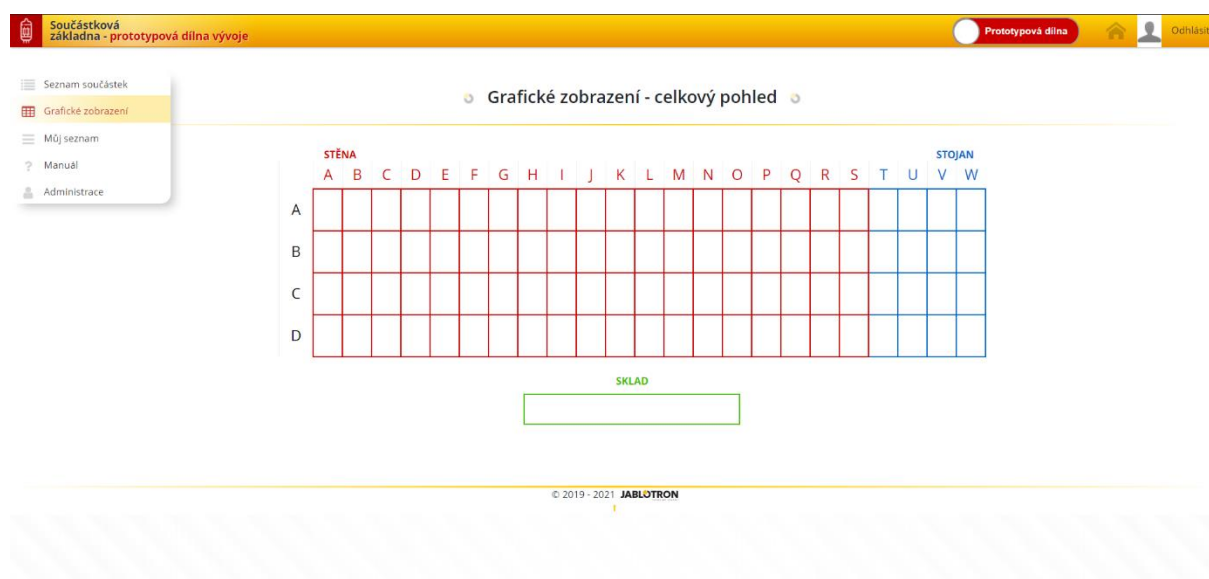 Součástková
základna - prototypová dílna vývoje
Prototypová dílna
Odhlásit
Seznam součástek
Grafické zobrazení
Můj seznam
Manuál
Administrace
Grafické zobrazení - celkový pohled
STĚNA STOJAN
A B C D E F G H I J K L M N O P Q R S T U V W
A
B
C
D
SKLAD
© 2019 - 2021 JABLOTRON